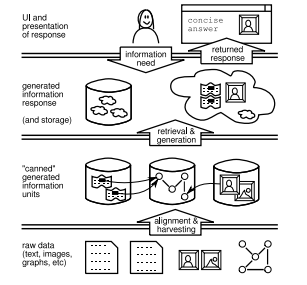 UI and
presentation
of response
concise
answer
information
need
returned
response
generated
information
response
(and storage)
retrieval &
generation
"canned"
generated
information
units
alignment &
harvesting
raw data
(text, images,
graphs, etc)